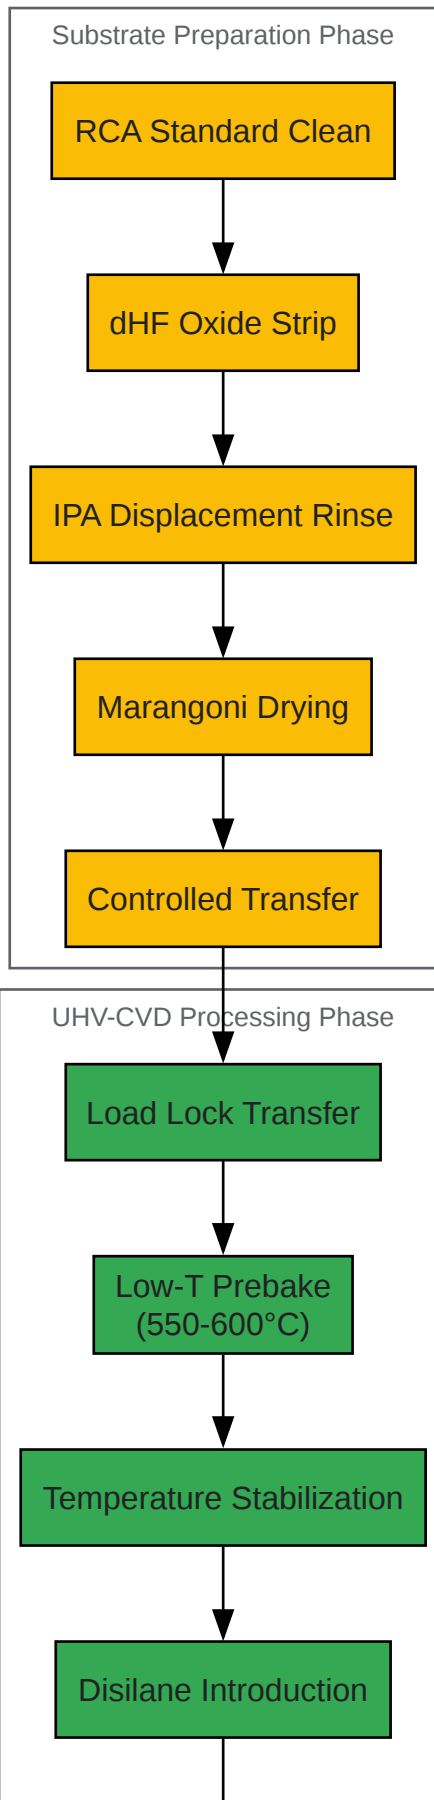 Substrate Preparation Phase
RCA Standard Clean
dHF Oxide Strip
IPA Displacement Rinse
Marangoni Drying
Controlled Transfer
UHV-CVD Processing Phase
Load Lock Transfer
Low-T Prebake
(550-600°C)
Temperature Stabilization
Disilane Introduction